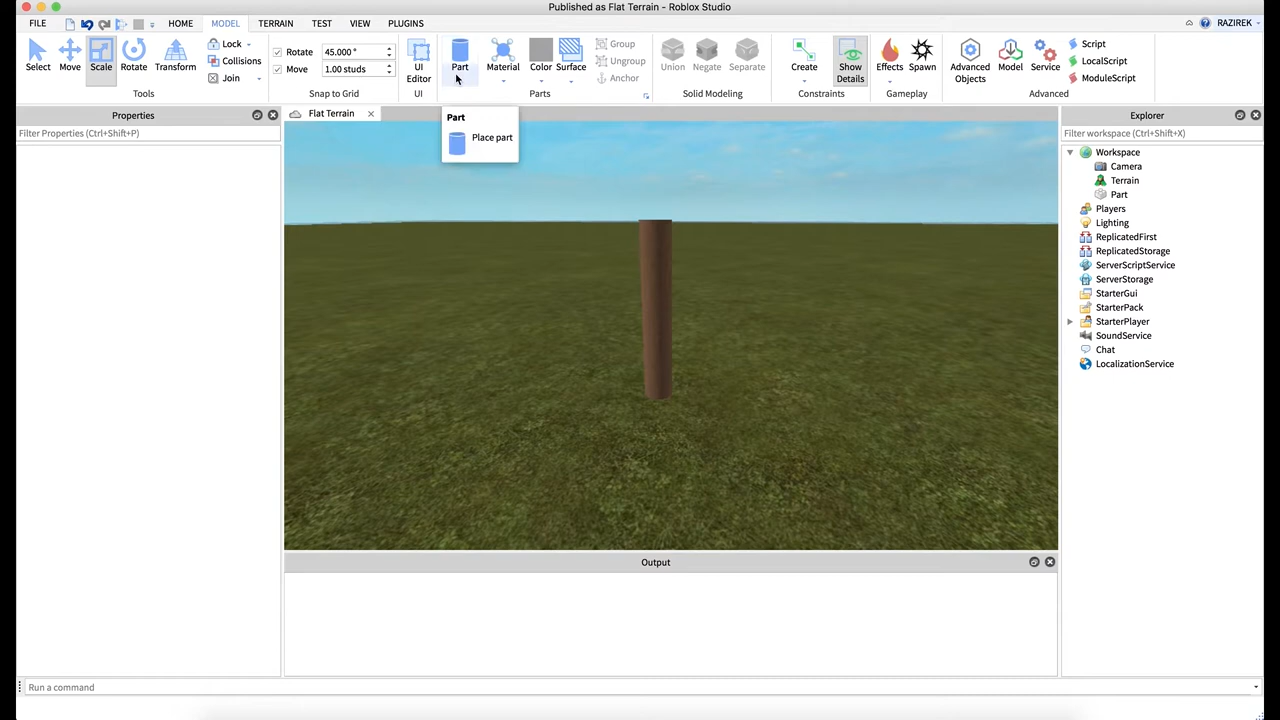 Published as Flat Terrain - Roblox Studio
FILE HOME MODEL TERRAIN TEST VIEW PLUGINS RAZIREK
Select Move Scale Rotate Transform Lock Collisions Join
Tools
Rotate 45.000 °
Move 1.00 studs
Snap to Grid
UI Editor
UI
Part Material Color Surface Group Ungroup Anchor
Parts
Union Negate Separate
Solid Modeling
Create Show Details
Constraints
Effects Spawn
Gameplay
Advanced Objects Model Service Script LocalScript ModuleScript
Advanced
Properties
Filter Properties (Ctrl+Shift+P)
Flat Terrain
Part
Place part
Explorer
Filter workspace (Ctrl+Shift+X)
Workspace
Camera
Terrain
Part
Players
Lighting
ReplicatedFirst
ReplicatedStorage
ServerScriptService
ServerStorage
StarterGui
StarterPack
StarterPlayer
SoundService
Chat
LocalizationService
Output
Run a command